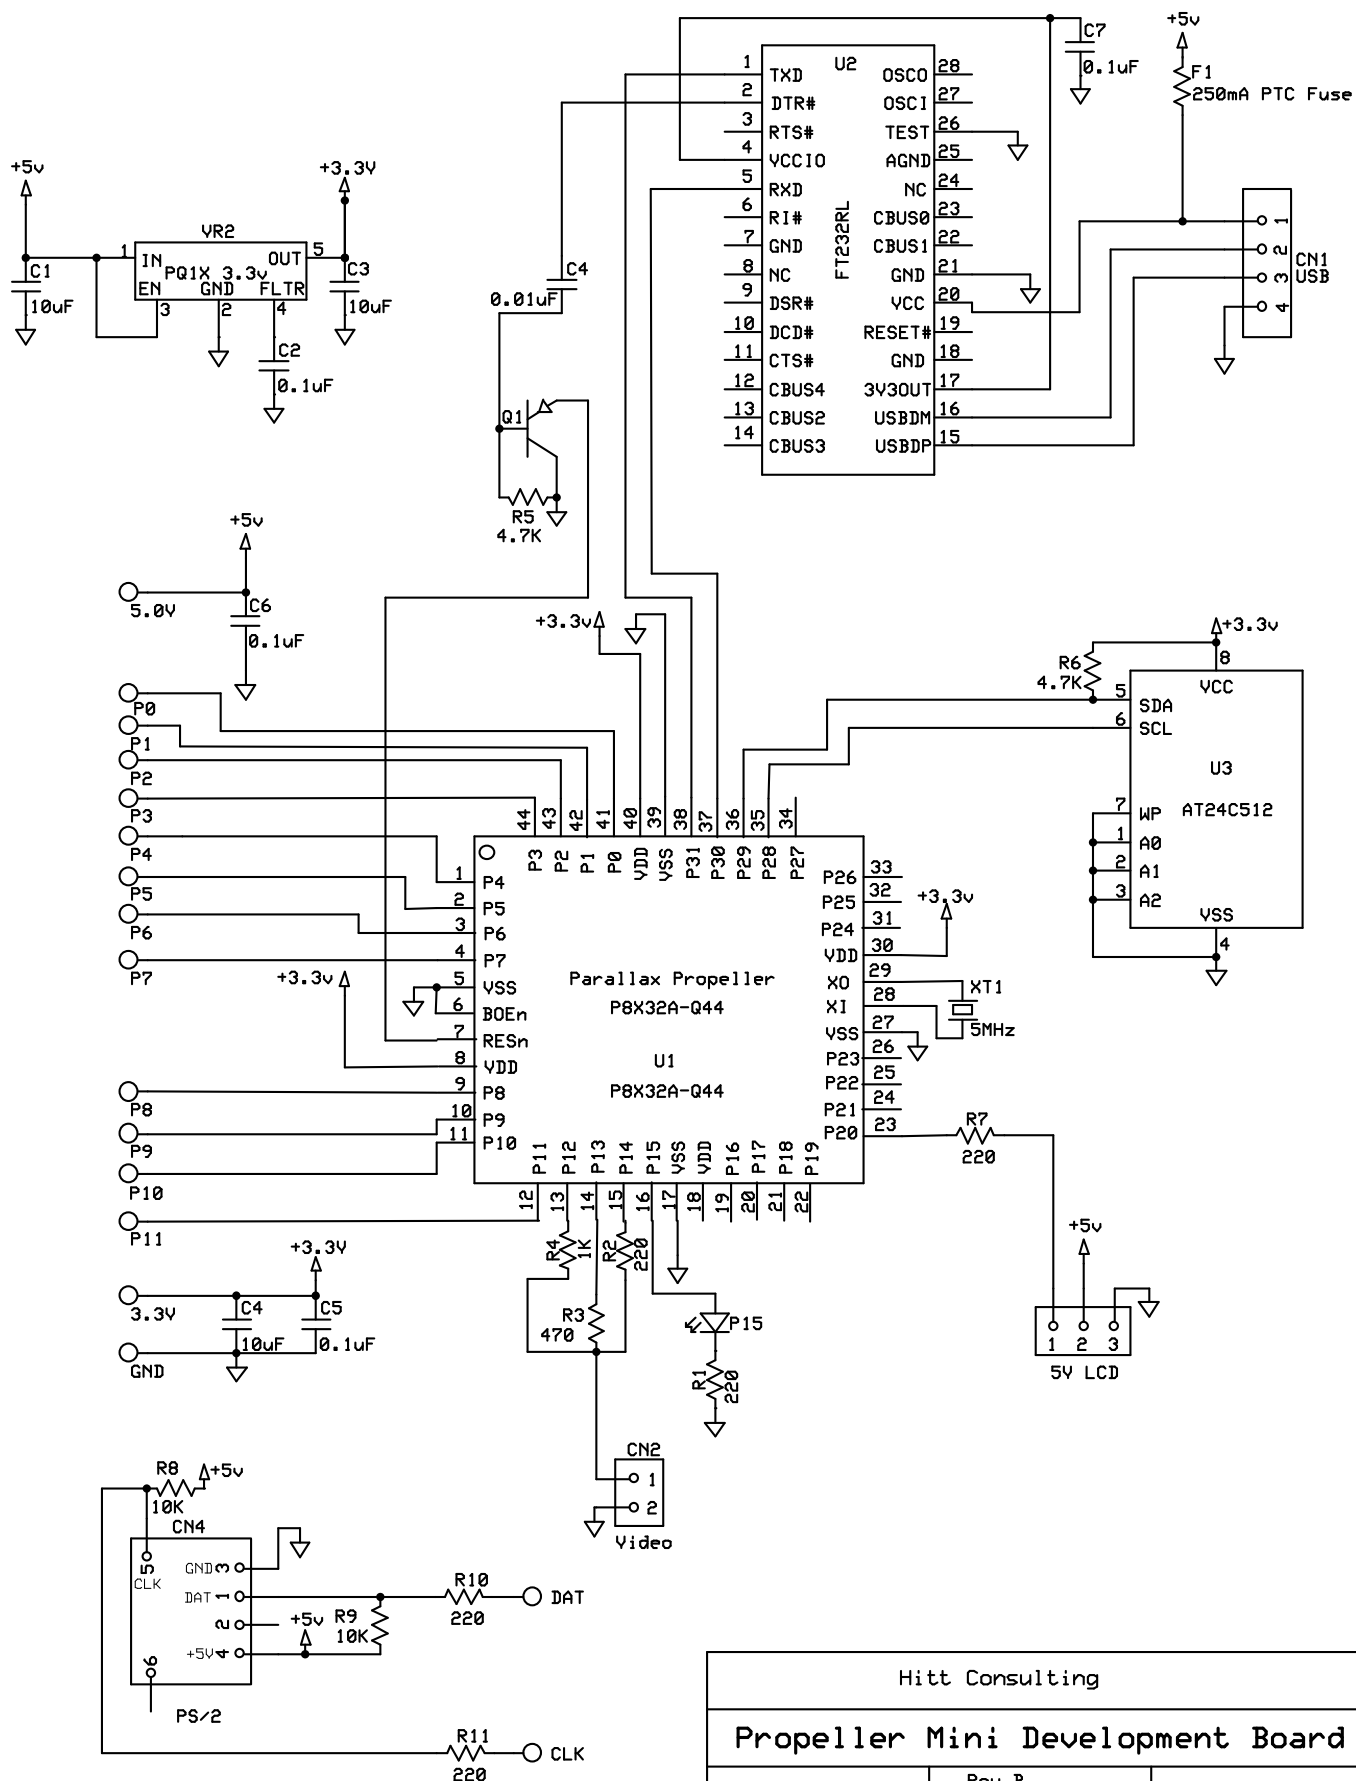 +5v
C7
0.1uF
F1
250mA PTC Fuse
U2
FT232RL
1 TXD
2 DTR#
3 RTS#
4 VCCIO
5 RXD
6 RI#
7 GND
8 NC
9 DSR#
10 DCD#
11 CTS#
12 CBUS4
13 CBUS2
14 CBUS3
OSCO 28
OSCI 27
TEST 26
AGND 25
NC 24
CBUS0 23
CBUS1 22
GND 21
VCC 20
RESET# 19
GND 18
3V3OUT 17
USBDM 16
USBDP 15
1
2
3
4
CN1
USB
+5v
+3.3V
VR2
1 IN
OUT 5
PQ1X 3.3v
EN GND FLTR
3 2 4
C1
10uF
C3
10uF
C2
0.1uF
C4
0.01uF
Q1
R5
4.7K
+5v
5.0V
C6
0.1uF
+3.3v
P0
P1
P2
P3
P4
P5
P6
P7
P8
P9
P10
P11
+3.3v
R6
4.7K
8
VCC
5 SDA
6 SCL
U3
AT24C512
7 WP
1 A0
2 A1
3 A2
VSS
4
44 43 42 41 40 39 38 37 36 35 34
P3 P2 P1 P0 VDD VSS P31 P30 P29 P28 P27
1 P4
2 P5
3 P6
4 P7
5 VSS
6 BOEn
7 RESn
8 VDD
9 P8
10 P9
11 P10
+3.3v
Parallax Propeller
P8X32A-Q44
U1
P8X32A-Q44
P26 33
P25 32
P24 31
VDD 30
XO 29
XI 28
VSS 27
P23 26
P22 25
P21 24
P20 23
+3.3v
XT1
5MHz
R7
220
P11 P12 P13 P14 P15 VSS VDD P16 P17 P18 P19
12 13 14 15 16 17 18 19 20 21 22
R4
1K
R2
220
R3
470
P15
R1
220
+5v
1 2 3
5V LCD
+3.3V
3.3V
C4
10uF
C5
0.1uF
GND
CN2
1
2
Video
R8
10K
+5v
CN4
5
CLK
GND 3
DAT 1
2
+5V 4
6
PS/2
+5v
R9
10K
R10
220
DAT
R11
220
CLK
Hitt Consulting
Propeller Mini Development Board
Rev B